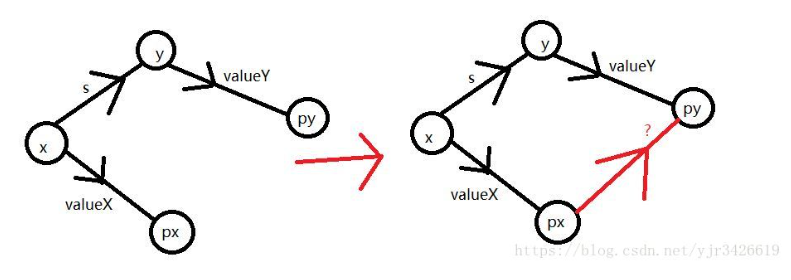 y
valueY
s
py
x
valueX
px
y
valueY
s
py
?
x
valueX
px
https://blog.csdn.net/yjr3426619